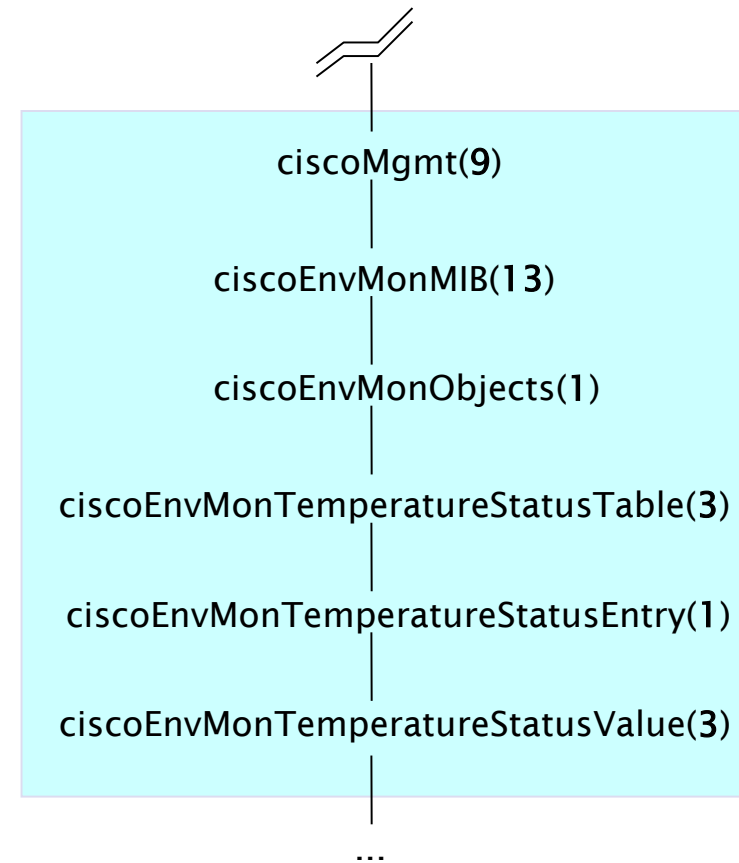 ciscoMgmt(9)
ciscoEnvMonMIB(13)
ciscoEnvMonObjects(1)
ciscoEnvMonTemperatureStatusTable(3)
ciscoEnvMonTemperatureStatusEntry(1)
ciscoEnvMonTemperatureStatusValue(3)
...